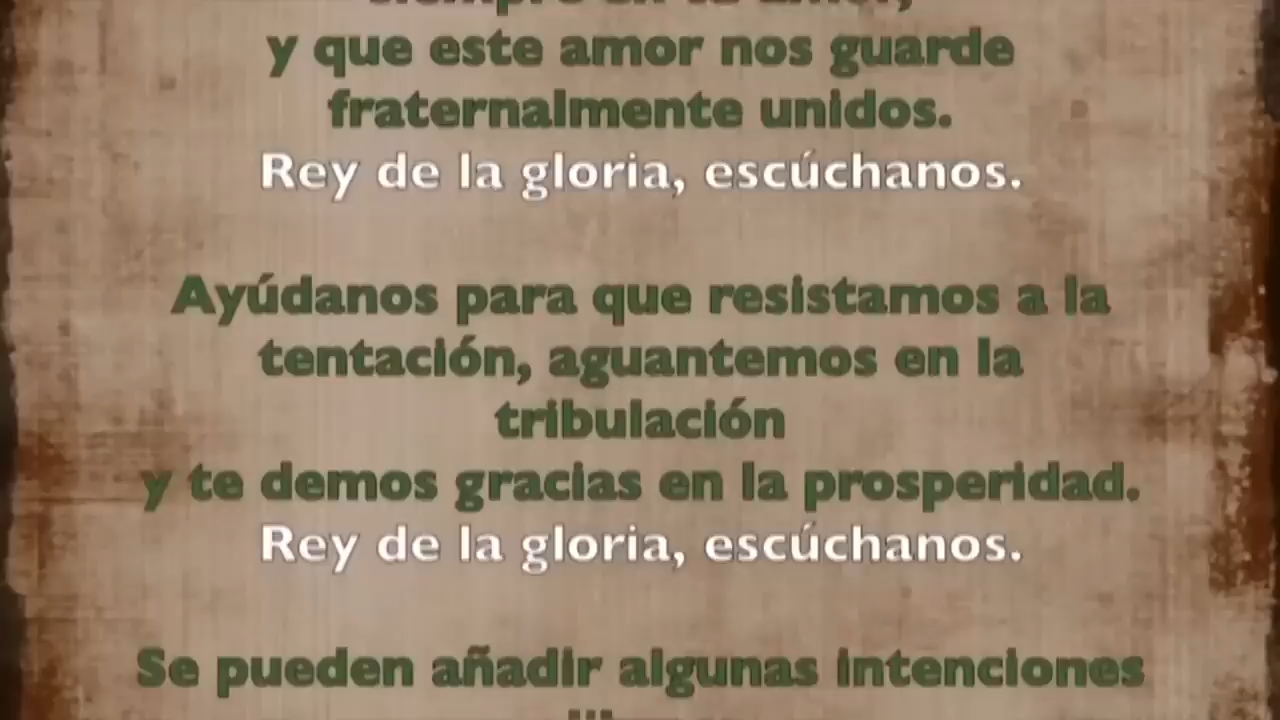 y que este amor nos guarde
fraternalmente unidos.
Rey de la gloria, escúchanos.
Ayúdanos para que resistamos a la
tentación, aguantemos en la
tribulación
y te demos gracias en la prosperidad.
Rey de la gloria, escúchanos.
Se pueden añadir algunas intenciones